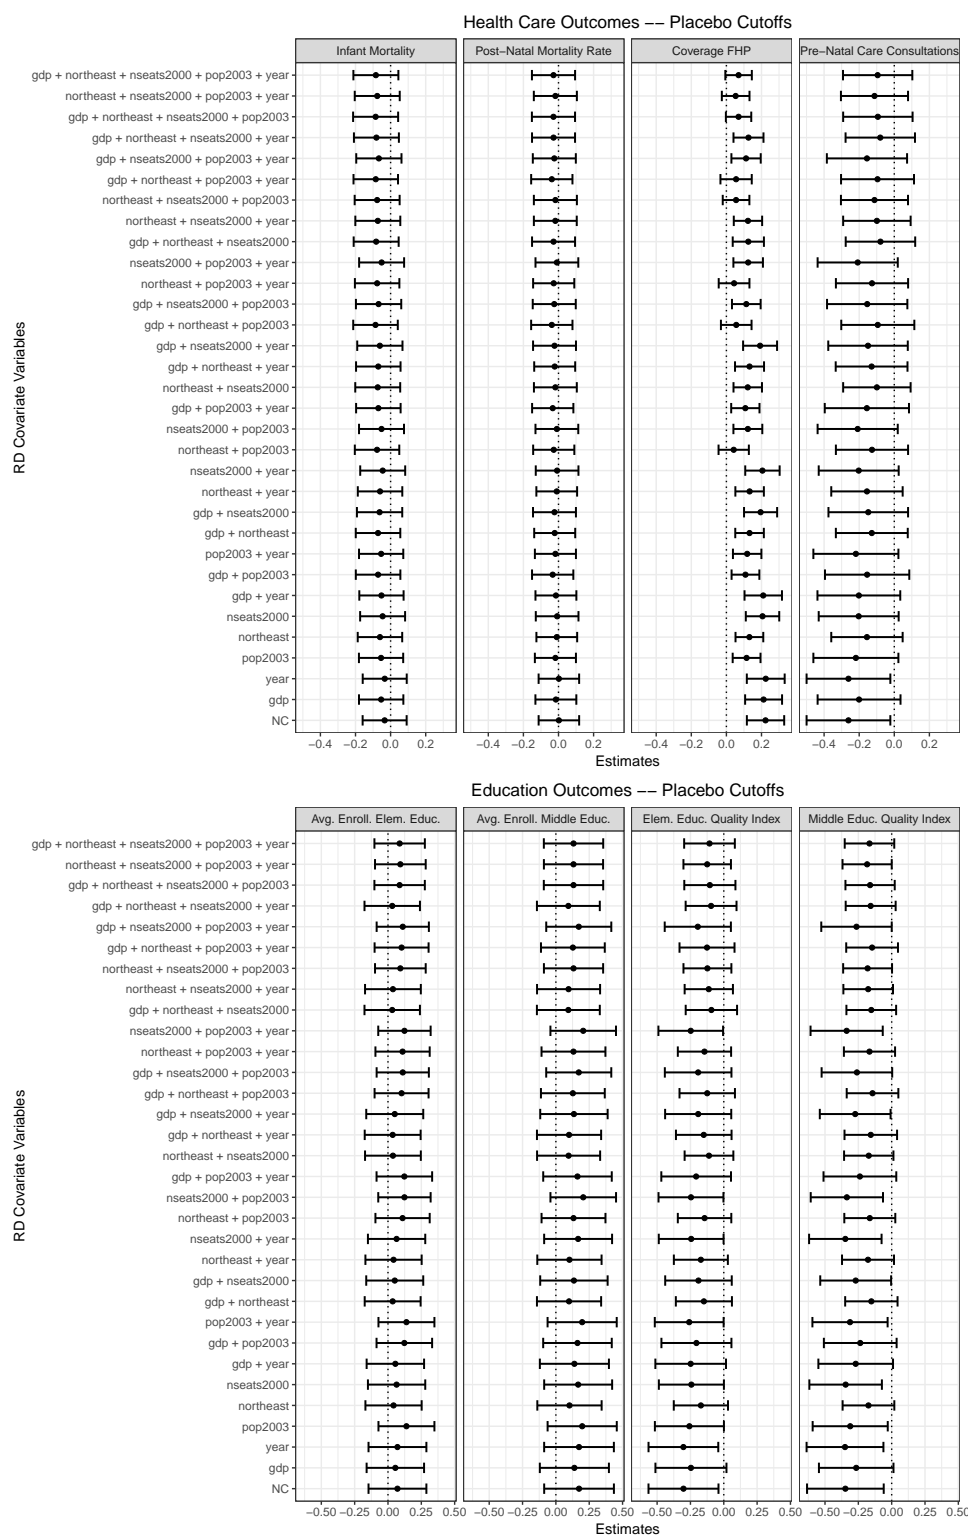 Health Care Outcomes −− Placebo Cutoffs
Infant Mortality
Post−Natal Mortality Rate
Coverage FHP
Pre−Natal Care Consultations
RD Covariate Variables
gdp + northeast + nseats2000 + pop2003 + year
northeast + nseats2000 + pop2003 + year
gdp + northeast + nseats2000 + pop2003
gdp + northeast + nseats2000 + year
gdp + nseats2000 + pop2003 + year
gdp + northeast + pop2003 + year
northeast + nseats2000 + pop2003
northeast + nseats2000 + year
gdp + northeast + nseats2000
nseats2000 + pop2003 + year
northeast + pop2003 + year
gdp + nseats2000 + pop2003
gdp + northeast + pop2003
gdp + nseats2000 + year
gdp + northeast + year
northeast + nseats2000
gdp + pop2003 + year
nseats2000 + pop2003
northeast + pop2003
nseats2000 + year
northeast + year
gdp + nseats2000
gdp + northeast
pop2003 + year
gdp + pop2003
gdp + year
nseats2000
northeast
pop2003
year
gdp
NC
−0.4 −0.2 0.0 0.2
−0.4 −0.2 0.0 0.2
−0.4 −0.2 0.0 0.2
−0.4 −0.2 0.0 0.2
Estimates
Education Outcomes −− Placebo Cutoffs
Avg. Enroll. Elem. Educ.
Avg. Enroll. Middle Educ.
Elem. Educ. Quality Index
Middle Educ. Quality Index
RD Covariate Variables
gdp + northeast + nseats2000 + pop2003 + year
northeast + nseats2000 + pop2003 + year
gdp + northeast + nseats2000 + pop2003
gdp + northeast + nseats2000 + year
gdp + nseats2000 + pop2003 + year
gdp + northeast + pop2003 + year
northeast + nseats2000 + pop2003
northeast + nseats2000 + year
gdp + northeast + nseats2000
nseats2000 + pop2003 + year
northeast + pop2003 + year
gdp + nseats2000 + pop2003
gdp + northeast + pop2003
gdp + nseats2000 + year
gdp + northeast + year
northeast + nseats2000
gdp + pop2003 + year
nseats2000 + pop2003
northeast + pop2003
nseats2000 + year
northeast + year
gdp + nseats2000
gdp + northeast
pop2003 + year
gdp + pop2003
gdp + year
nseats2000
northeast
pop2003
year
gdp
NC
−0.50 −0.25 0.00 0.25 0.50
−0.50 −0.25 0.00 0.25 0.50
−0.50 −0.25 0.00 0.25 0.50
−0.50 −0.25 0.00 0.25 0.50
Estimates